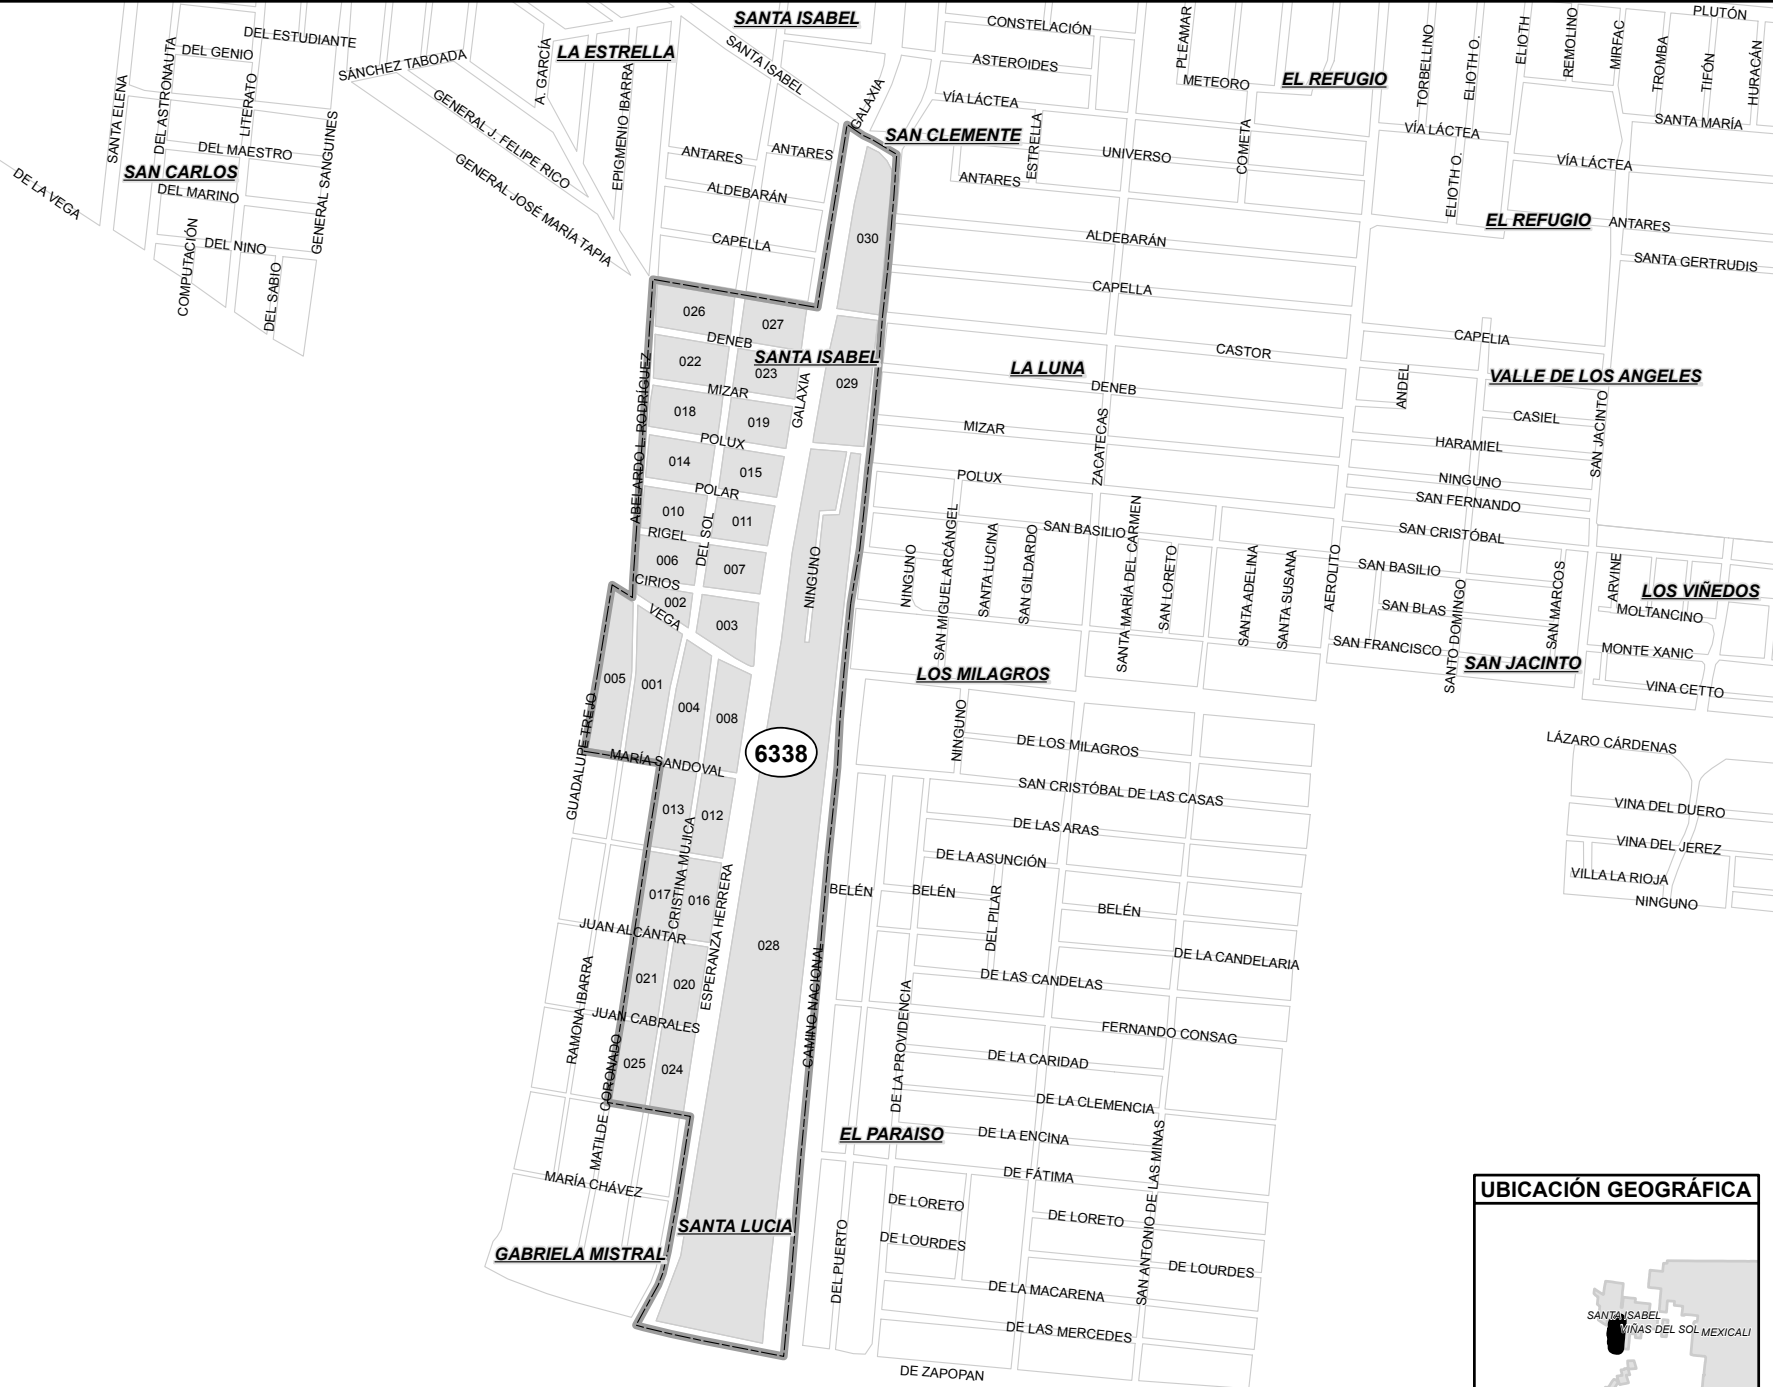 SANTA ISABEL
CONSTELACIÓN
PLUTÓN
DEL ESTUDIANTE
DEL GENIO
DEL ASTRONAUTA
SANTA ELENA
LITERATO
SÁNCHEZ TABOADA
A. GARCÍA
LA ESTRELLA
SANTA ISABEL
GALAXIA
ASTEROIDES
PLEAMAR
METEORO
EL REFUGIO
TORBELLINO
ELIOTH O.
ELIOTH
REMOLINO
MIRFAC
TROMBA
TIFÓN
HURACÁN
GENERAL SANGUINES
GENERAL J. FELIPE RICO
EPIGMENIO IBARRA
VÍA LÁCTEA
SAN CLEMENTE
ESTRELLA
UNIVERSO
COMETA
VÍA LÁCTEA
SANTA MARÍA
DEL MAESTRO
SAN CARLOS
DEL MARINO
DE LA VEGA
GENERAL JOSÉ MARÍA TAPIA
ANTARES
ANTARES
ALDEBARÁN
ANTARES
ELIOTH O.
VÍA LÁCTEA
EL REFUGIO
ANTARES
COMPUTACIÓN
DEL NINO
DEL SABIO
CAPELLA
030
ALDEBARÁN
SANTA GERTRUDIS
CAPELLA
026
027
DENEB
SANTA ISABEL
022
023
029
ABELARDO L. RODRÍGUEZ
MIZAR
GALAXIA
018
019
LA LUNA
CASTOR
DENEB
CAPELIA
ANDEL
VALLE DE LOS ANGELES
CASIEL
SAN JACINTO
POLUX
MIZAR
ZACATECAS
HARAMIEL
014
015
POLAR
POLUX
NINGUNO
SAN FERNANDO
010
011
RIGEL
DEL SOL
SAN BASILIO
SAN CRISTÓBAL
006
007
NINGUNO
NINGUNO
SAN MIGUEL ARCÁNGEL
SANTA LUCINA
SAN GILDARDO
SANTA MARÍA DEL CARMEN
SAN LORETO
SANTA ADELINA
SANTA SUSANA
AEROLITO
SAN BASILIO
SAN MARCOS
ARVINE
LOS VIÑEDOS
CIRIOS
002
VEGA
003
SAN BLAS
SANTO DOMINGO
MOLTANCINO
SAN FRANCISCO
SAN JACINTO
MONTE XANIC
VINA CETTO
LOS MILAGROS
005
001
004
008
GUADALUPE TREJO
MARÍA SANDOVAL
6338
NINGUNO
DE LOS MILAGROS
LÁZARO CÁRDENAS
SAN CRISTÓBAL DE LAS CASAS
VINA DEL DUERO
013
012
CRISTINA MUJICA
DE LAS ARAS
VINA DEL JEREZ
DE LA ASUNCIÓN
VILLA LA RIOJA
NINGUNO
017
016
ESPERANZA HERRERA
BELÉN
BELÉN
DEL PILAR
BELÉN
JUAN ALCÁNTAR
028
CAMINO NACIONAL
DE LA CANDELARIA
021
020
RAMONA IBARRA
DE LAS CANDELAS
DE LA PROVIDENCIA
JUAN CABRALES
FERNANDO CONSAG
025
024
MATILDE CORONADO
DE LA CARIDAD
DE LA CLEMENCIA
EL PARAISO
DE LA ENCINA
SAN ANTONIO DE LAS MINAS
DE FÁTIMA
MARÍA CHÁVEZ
DE LORETO
DE LORETO
SANTA LUCIA
GABRIELA MISTRAL
DEL PUERTO
DE LOURDES
DE LOURDES
DE LA MACARENA
DE LAS MERCEDES
DE ZAPOPAN
UBICACIÓN GEOGRÁFICA
SANTA ISABEL
VIÑAS DEL SOL
MEXICALI